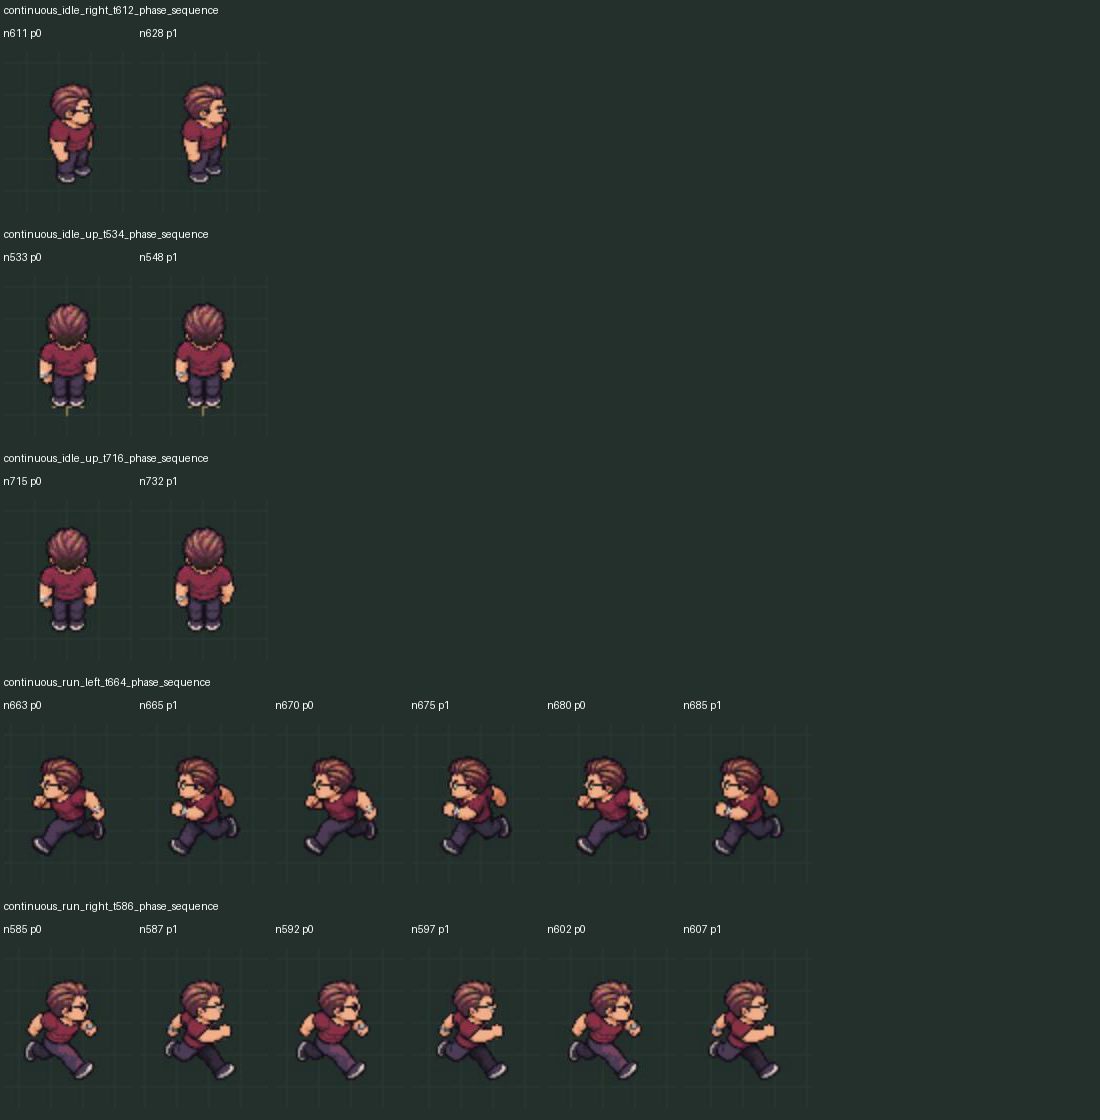 continuous_idle_right_t612_phase_sequence
n611 p0 n628 p1
continuous_idle_up_t534_phase_sequence
n533 p0 n548 p1
continuous_idle_up_t716_phase_sequence
n715 p0 n732 p1
continuous_run_left_t664_phase_sequence
n663 p0 n665 p1 n670 p0 n675 p1 n680 p0 n685 p1
continuous_run_right_t586_phase_sequence
n585 p0 n587 p1 n592 p0 n597 p1 n602 p0 n607 p1